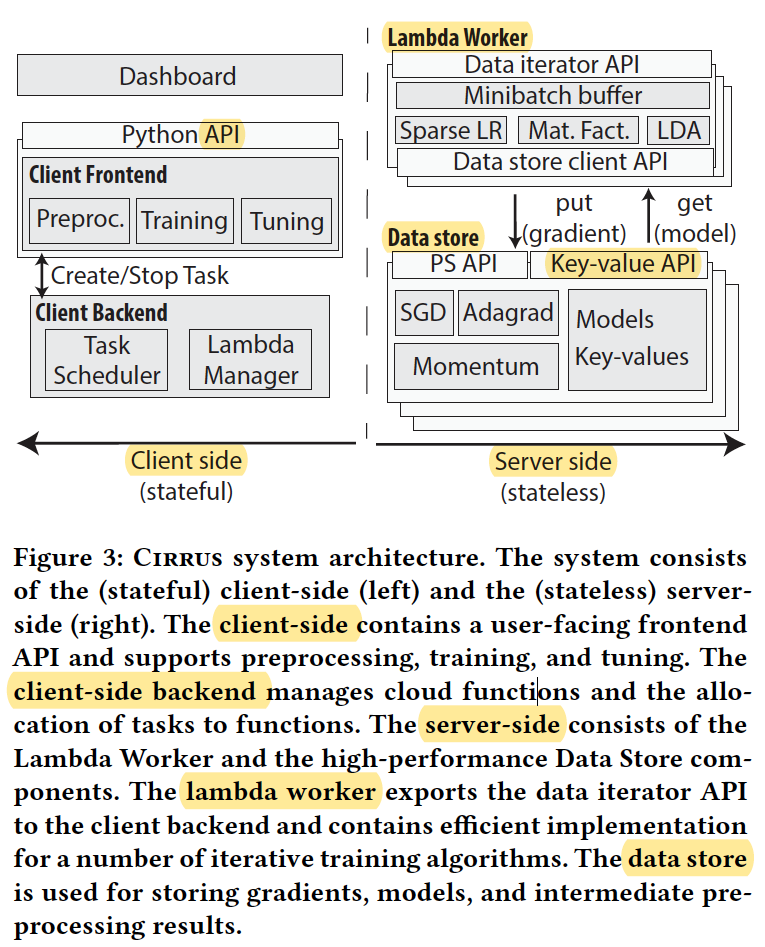 Dashboard
Python API
Client Frontend
Preproc. Training Tuning
Create/Stop Task
Client Backend
Task
Scheduler
Lambda
Manager
Client side
(stateful)
Lambda Worker
Data iterator API
Minibatch buffer
Sparse LR Mat. Fact. LDA
Data store client API
put
(gradient)
get
(model)
Data store
PS API Key-value API
SGD Adagrad
Momentum
Models
Key-values
Server side
(stateless)
Figure 3: CIRRUS system architecture. The system consists
of the (stateful) client-side (left) and the (stateless) server-
side (right). The client-side contains a user-facing frontend
API and supports preprocessing, training, and tuning. The
client-side backend manages cloud functions and the allo-
cation of tasks to functions. The server-side consists of the
Lambda Worker and the high-performance Data Store com-
ponents. The lambda worker exports the data iterator API
to the client backend and contains efficient implementation
for a number of iterative training algorithms. The data store
is used for storing gradients, models, and intermediate pre-
processing results.